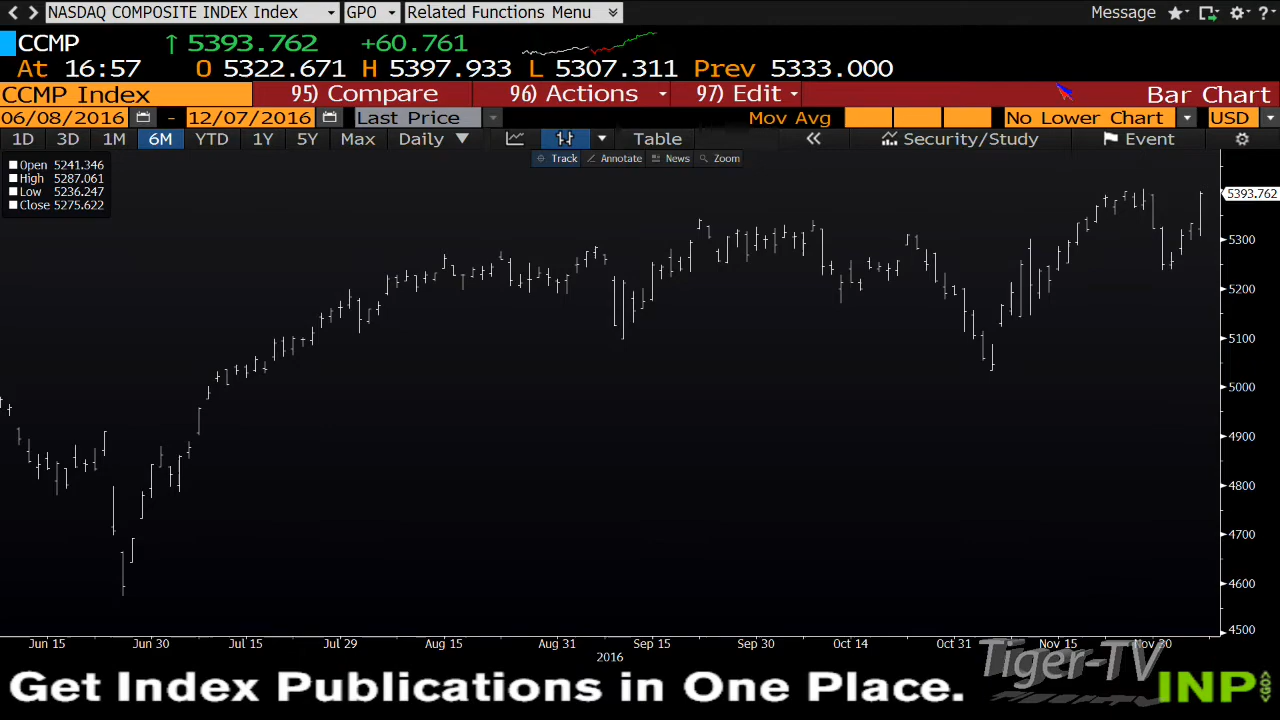 NASDAQ COMPOSITE INDEX Index GPO Related Functions Menu Message ?
CCMP ↑ 5393.762 +60.761
At 16:57 O 5322.671 H 5397.933 L 5307.311 Prev 5333.000
CCMP Index 95) Compare 96) Actions 97) Edit Bar Chart
06/08/2016 - 12/07/2016 Last Price Mov Avg No Lower Chart USD
1D 3D 1M 6M YTD 1Y 5Y Max Daily Table Security/Study Event
Track Annotate News Zoom
Open 5241.346
High 5287.061
Low 5236.247
Close 5275.622
5393.762
5300
5200
5100
5000
4900
4800
4700
4600
4500
Jun 15 Jun 30 Jul 15 Jul 29 Aug 15 Aug 31 Sep 15 Sep 30 Oct 14 Oct 31 Nov 15 Nov 30
2016
Tiger-TV
Get Index Publications in One Place.
INP